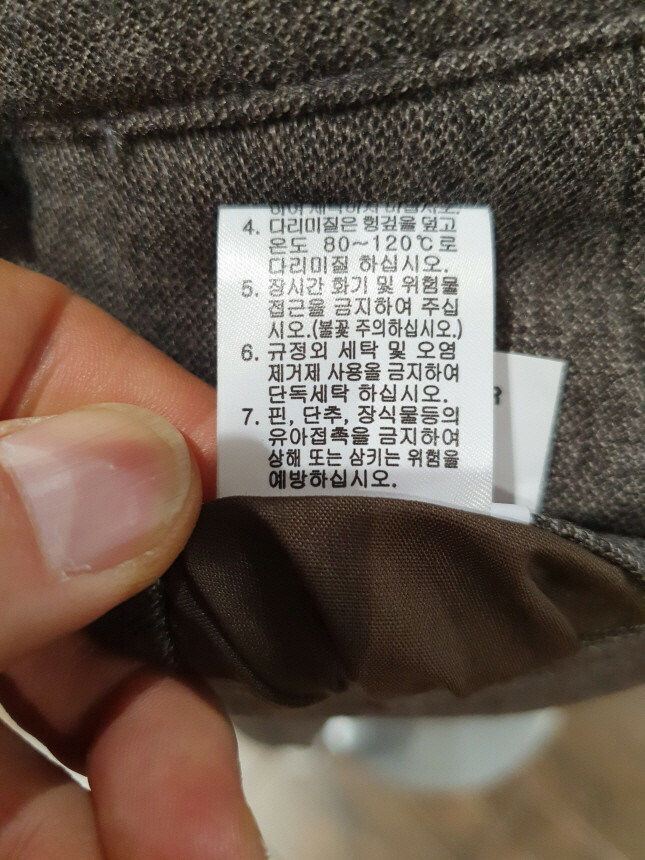 4. 다리미질은 헝겊을 덮고
온도 80~120℃로
다리미질 하십시오.
5. 장시간 화기 및 위험물
접근을 금지하여 주십
시오.(불꽃 주의하십시오.)
6. 규정외 세탁 및 오염
제거제 사용을 금지하여
단독세탁 하십시오.
7. 핀, 단추, 장식물등의
유아접촉을 금지하여
상해 또는 삼키는 위험을
예방하십시오.
R